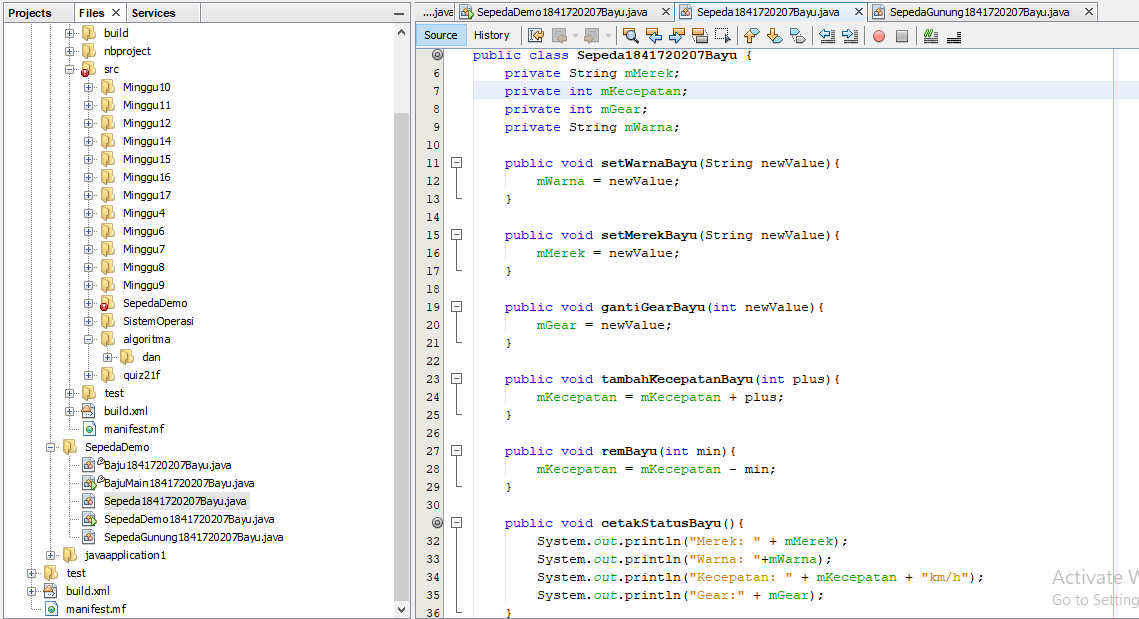 Projects Files Services
build
nbproject
src
Minggu10
Minggu11
Minggu12
Minggu14
Minggu15
Minggu16
Minggu17
Minggu4
Minggu6
Minggu7
Minggu8
Minggu9
SepedaDemo
SistemOperasi
algoritma
dan
quiz21f
test
build.xml
manifest.mf
SepedaDemo
Baju1841720207Bayu.java
BajuMain1841720207Bayu.java
Sepeda1841720207Bayu.java
SepedaDemo1841720207Bayu.java
SepedaGunung1841720207Bayu.java
javaapplication1
test
build.xml
manifest.mf
....java SepedaDemo1841720207Bayu.java Sepeda1841720207Bayu.java SepedaGunung1841720207Bayu.java
Source History
public class Sepeda1841720207Bayu {
6 private String mMerek;
7 private int mKecepatan;
8 private int mGear;
9 private String mWarna;
10
11 public void setWarnaBayu(String newValue){
12 mWarna = newValue;
13 }
14
15 public void setMerekBayu(String newValue){
16 mMerek = newValue;
17 }
18
19 public void gantiGearBayu(int newValue){
20 mGear = newValue;
21 }
22
23 public void tambahKecepatanBayu(int plus){
24 mKecepatan = mKecepatan + plus;
25 }
26
27 public void remBayu(int min){
28 mKecepatan = mKecepatan - min;
29 }
30
public void cetakStatusBayu(){
32 System.out.println("Merek: " + mMerek);
33 System.out.println("Warna: "+mWarna);
34 System.out.println("Kecepatan: " + mKecepatan + "km/h");
35 System.out.println("Gear:" + mGear);
36 }
Activate W
Go to Setting